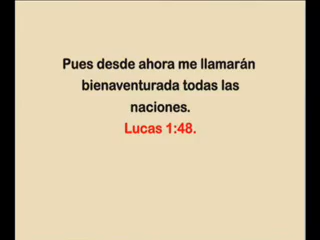 Pues desde ahora me llamarán
bienaventurada todas las
naciones.
Lucas 1:48.